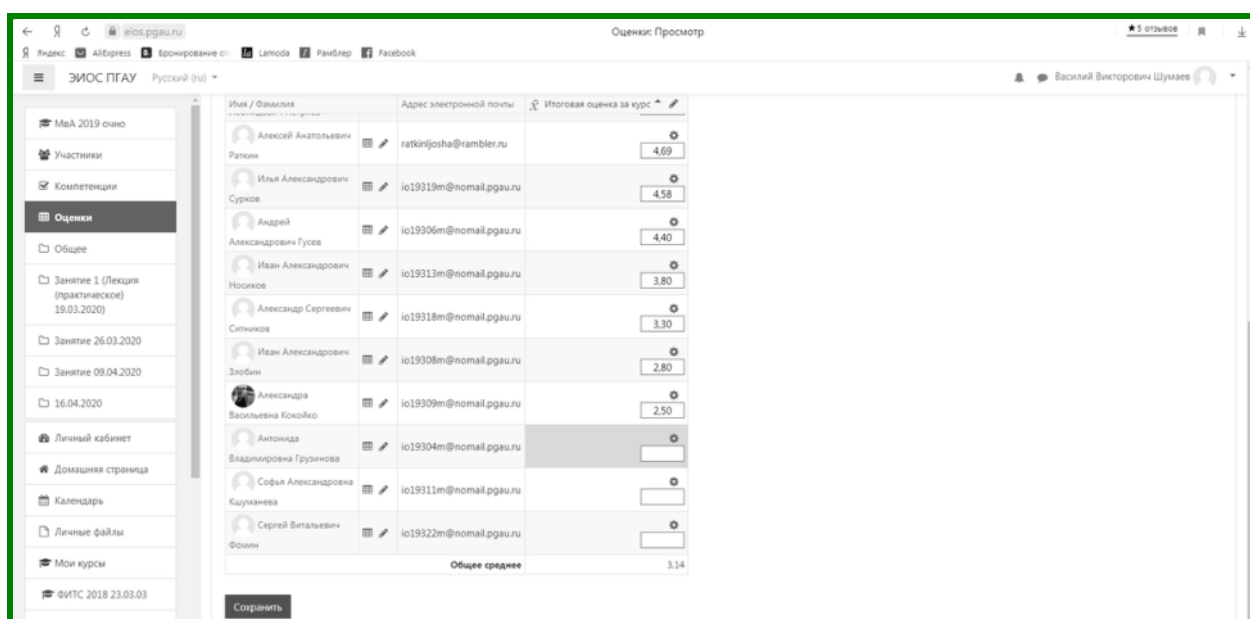 eios.pgau.ru Оценки: Просмотр ★5 отзывов
Яндекс AliExpress Бронирование Lamoda Рамблер Facebook
ЭИОС ПГАУ Русский (ru) Василий Викторович Шумаев
Имя / Фамилия Адрес электронной почты Итоговая оценка за курс
МвА 2019 очно
Участники
Компетенции
Оценки
Общее
Занятие 1 (Лекция
(практическое)
19.03.2020)
Занятие 26.03.2020
Занятие 09.04.2020
16.04.2020
Личный кабинет
Домашняя страница
Календарь
Личные файлы
Мои курсы
ФИТС 2018 23.03.03
Алексей Анатольевич
Раткин ratkinljosha@rambler.ru 4,69
Илья Александрович
Сурков io19319m@nomail.pgau.ru 4,58
Андрей
Александрович Гусев io19306m@nomail.pgau.ru 4,40
Иван Александрович
Носиков io19313m@nomail.pgau.ru 3,80
Александр Сергеевич
Ситников io19318m@nomail.pgau.ru 3,30
Иван Александрович
Злобин io19308m@nomail.pgau.ru 2,80
Александра
Васильевна Кокойко io19309m@nomail.pgau.ru 2,50
Антонида
Владимировна Грузинова io19304m@nomail.pgau.ru
Софья Александровна
Кшуманева io19311m@nomail.pgau.ru
Сергей Витальевич
Фомин io19322m@nomail.pgau.ru
Общее среднее 3,14
Сохранить